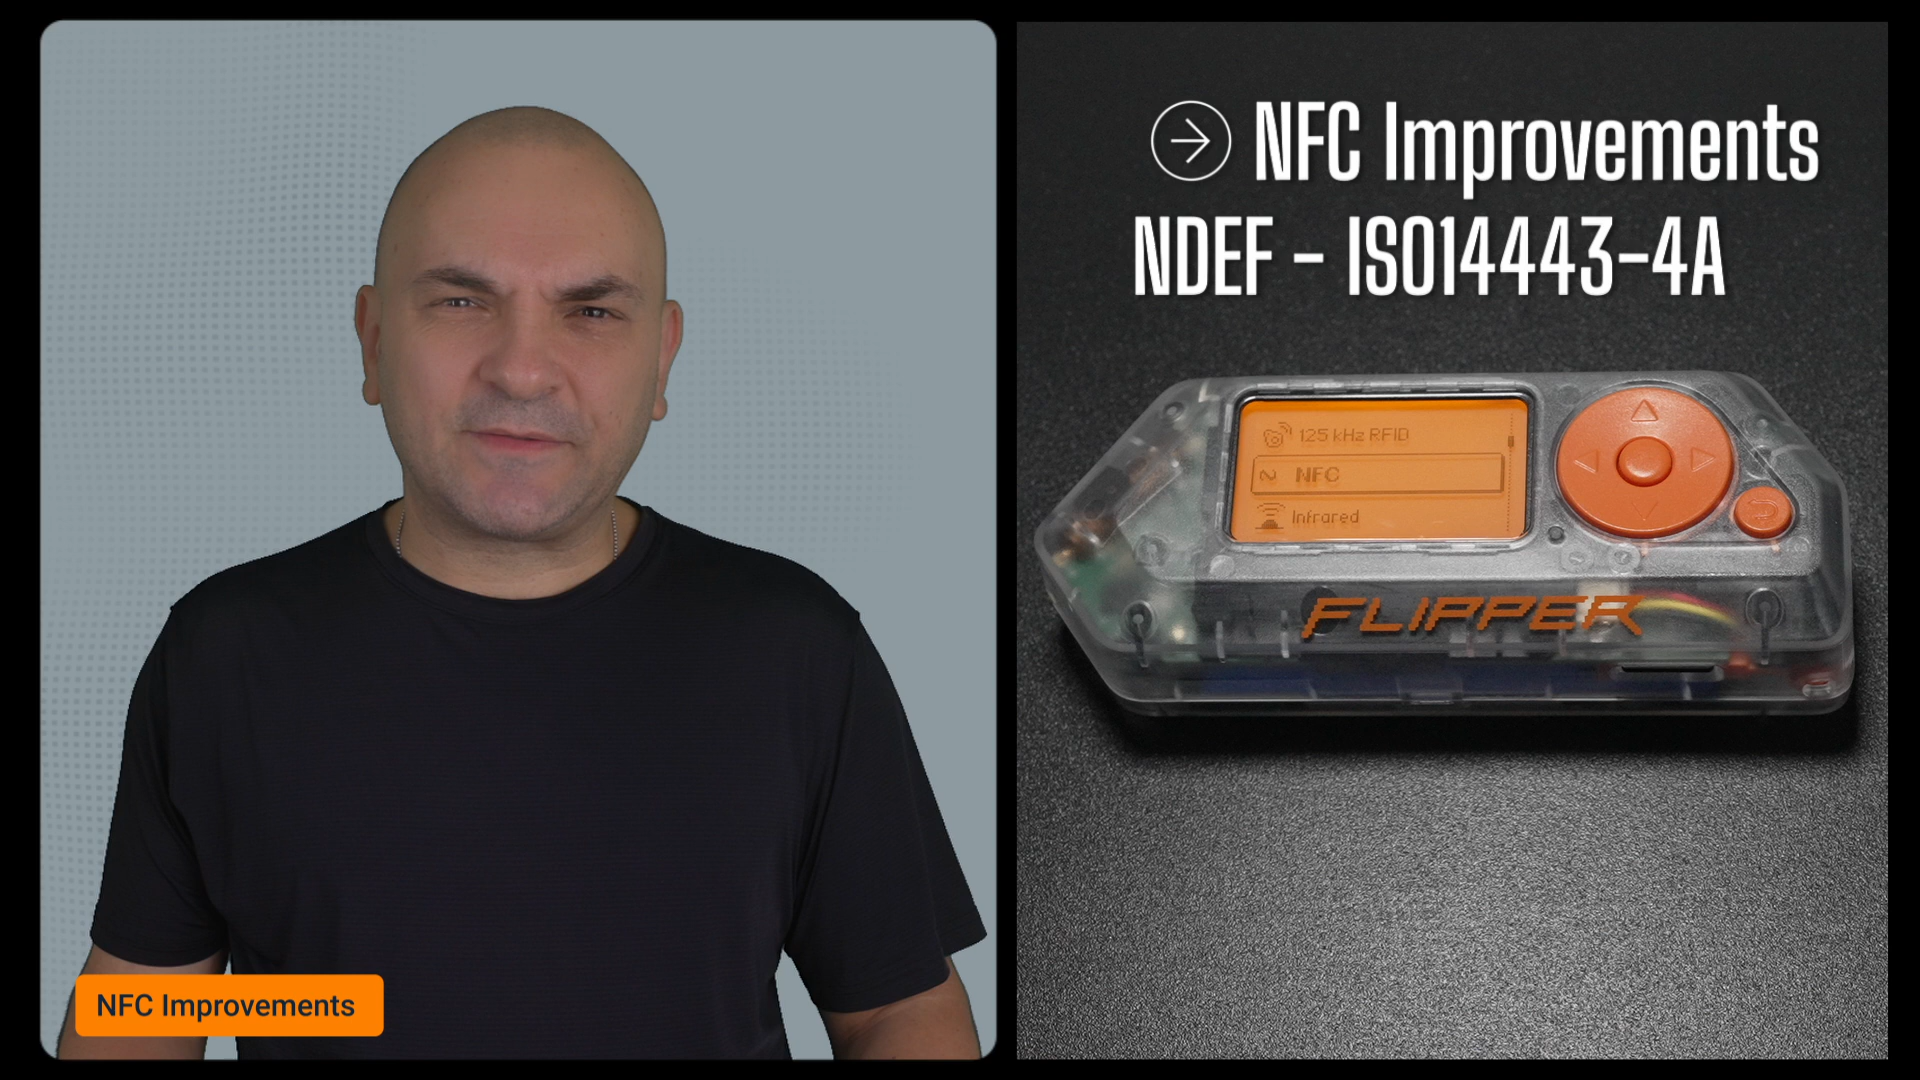 NFC Improvements
NFC Improvements
NDEF - ISO14443-4A
125 kHz RFID
NFC
Infrared
FLIPPER